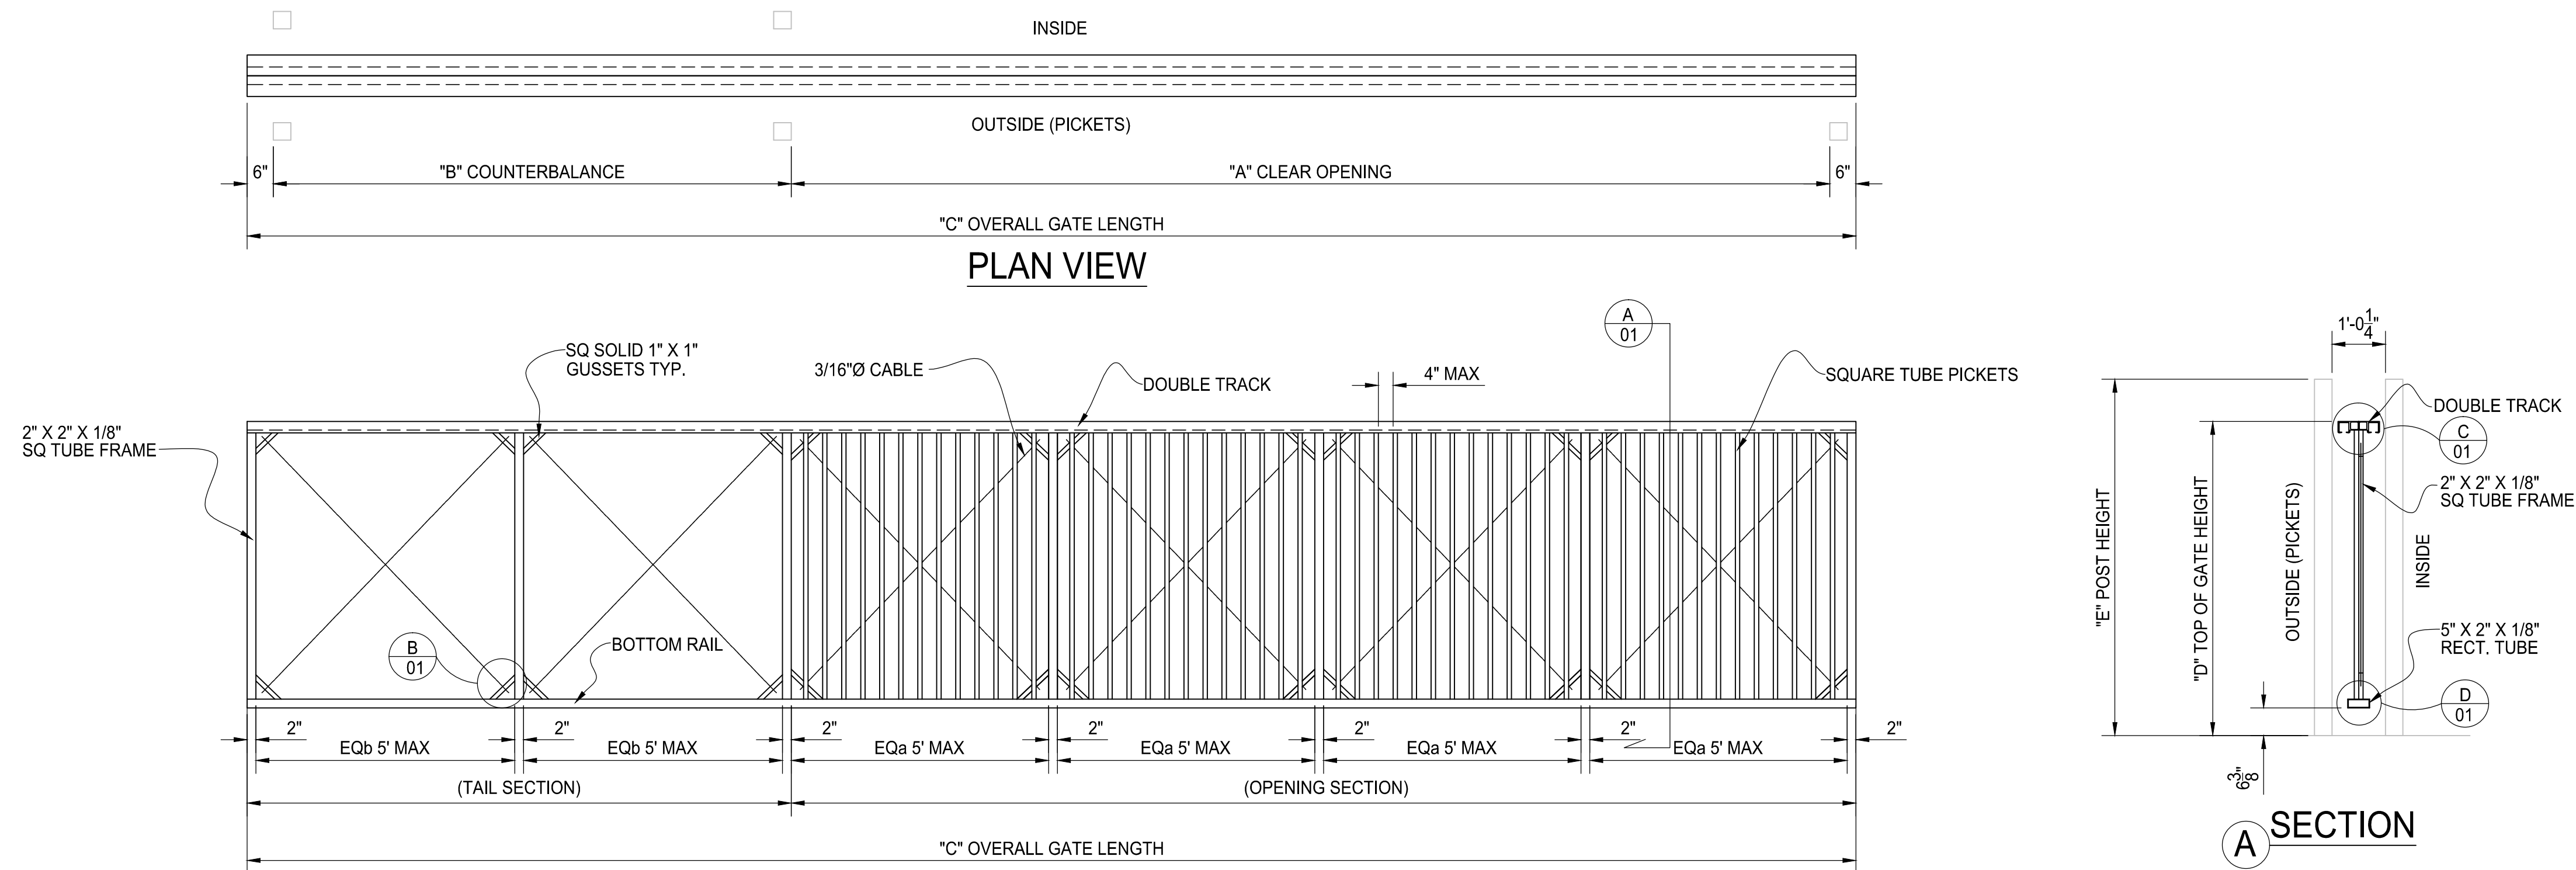 INSIDE
OUTSIDE (PICKETS)
6"
"B" COUNTERBALANCE
"A" CLEAR OPENING
6"
"C" OVERALL GATE LENGTH
PLAN VIEW
A
01
SQ SOLID 1" X 1"
GUSSETS TYP.
3/16"Ø CABLE
DOUBLE TRACK
4" MAX
SQUARE TUBE PICKETS
2" X 2" X 1/8"
SQ TUBE FRAME
B
01
BOTTOM RAIL
2"
2"
2"
2"
2"
2"
2"
EQb 5' MAX
EQb 5' MAX
EQa 5' MAX
EQa 5' MAX
EQa 5' MAX
EQa 5' MAX
(TAIL SECTION)
(OPENING SECTION)
"C" OVERALL GATE LENGTH
1'-0 1/4"
DOUBLE TRACK
C
01
2" X 2" X 1/8"
SQ TUBE FRAME
"E" POST HEIGHT
"D" TOP OF GATE HEIGHT
OUTSIDE (PICKETS)
INSIDE
5" X 2" X 1/8"
RECT. TUBE
D
01
6 3/8"
A
SECTION